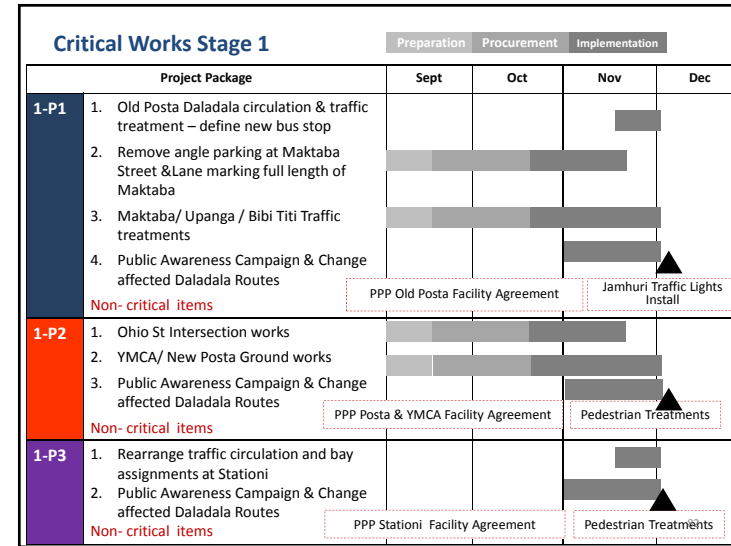 Critical Works Stage 1
Preparation Procurement Implementation
Project Package Sept Oct Nov Dec
1-P1
1. Old Posta Daladala circulation & traffic
treatment – define new bus stop
2. Remove angle parking at Maktaba
Street &Lane marking full length of
Maktaba
3. Maktaba/ Upanga / Bibi Titi Traffic
treatments
4. Public Awareness Campaign & Change
affected Daladala Routes
Non- critical items
PPP Old Posta Facility Agreement
Jamhuri Traffic Lights
Install
1-P2
1. Ohio St Intersection works
2. YMCA/ New Posta Ground works
3. Public Awareness Campaign & Change
affected Daladala Routes
Non- critical items
PPP Posta & YMCA Facility Agreement
Pedestrian Treatments
1-P3
1. Rearrange traffic circulation and bay
assignments at Stationi
2. Public Awareness Campaign & Change
affected Daladala Routes
Non- critical items
PPP Stationi Facility Agreement
Pedestrian Treatments